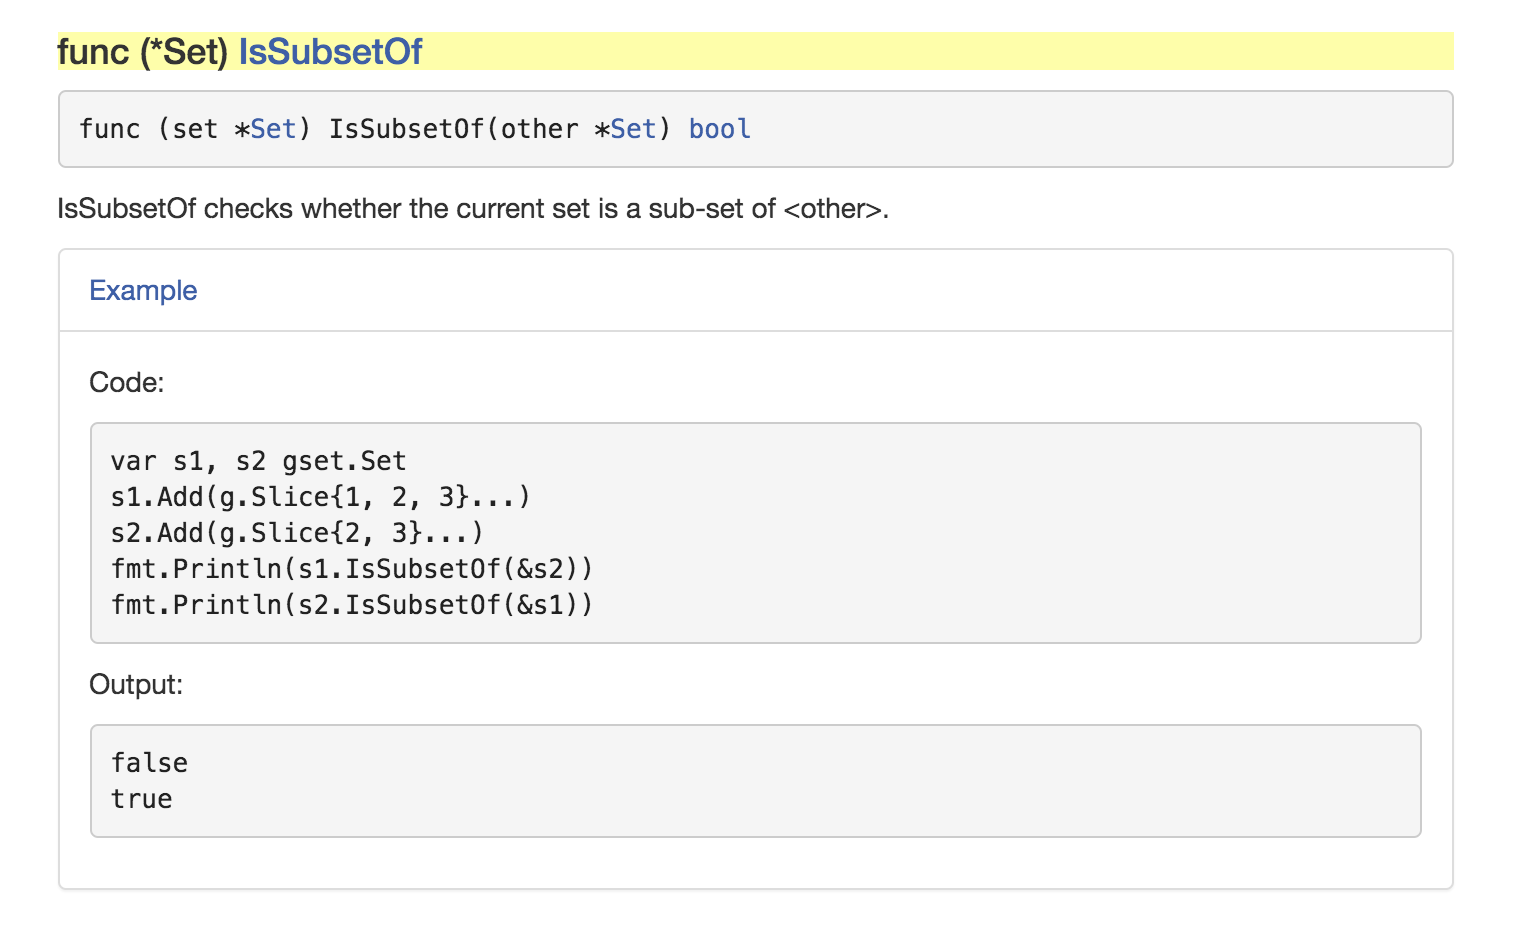 func (*Set) IsSubsetOf
func (set *Set) IsSubsetOf(other *Set) bool
IsSubsetOf checks whether the current set is a sub-set of <other>.
Example
Code:
var s1, s2 gset.Set
s1.Add(g.Slice{1, 2, 3}...)
s2.Add(g.Slice{2, 3}...)
fmt.Println(s1.IsSubsetOf(&s2))
fmt.Println(s2.IsSubsetOf(&s1))
Output:
false
true